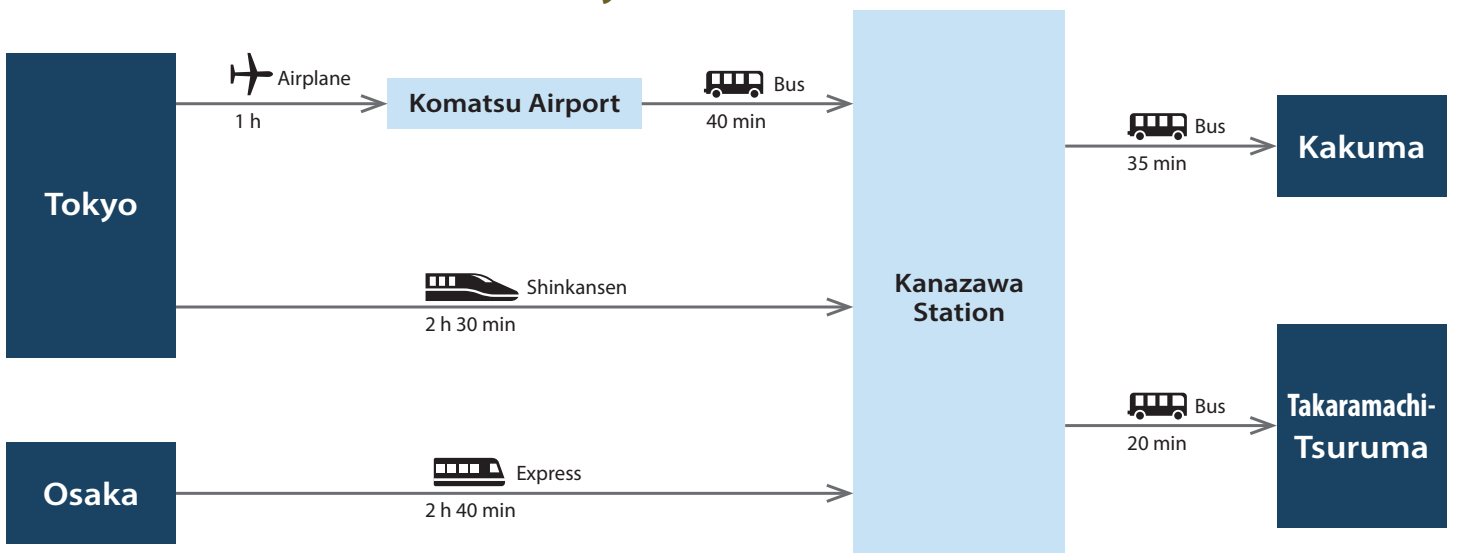 Tokyo
Airplane
1 h
Komatsu Airport
Bus
40 min
Shinkansen
2 h 30 min
Osaka
Express
2 h 40 min
Kanazawa
Station
Bus
35 min
Kakuma
Bus
20 min
Takaramachi-
Tsuruma